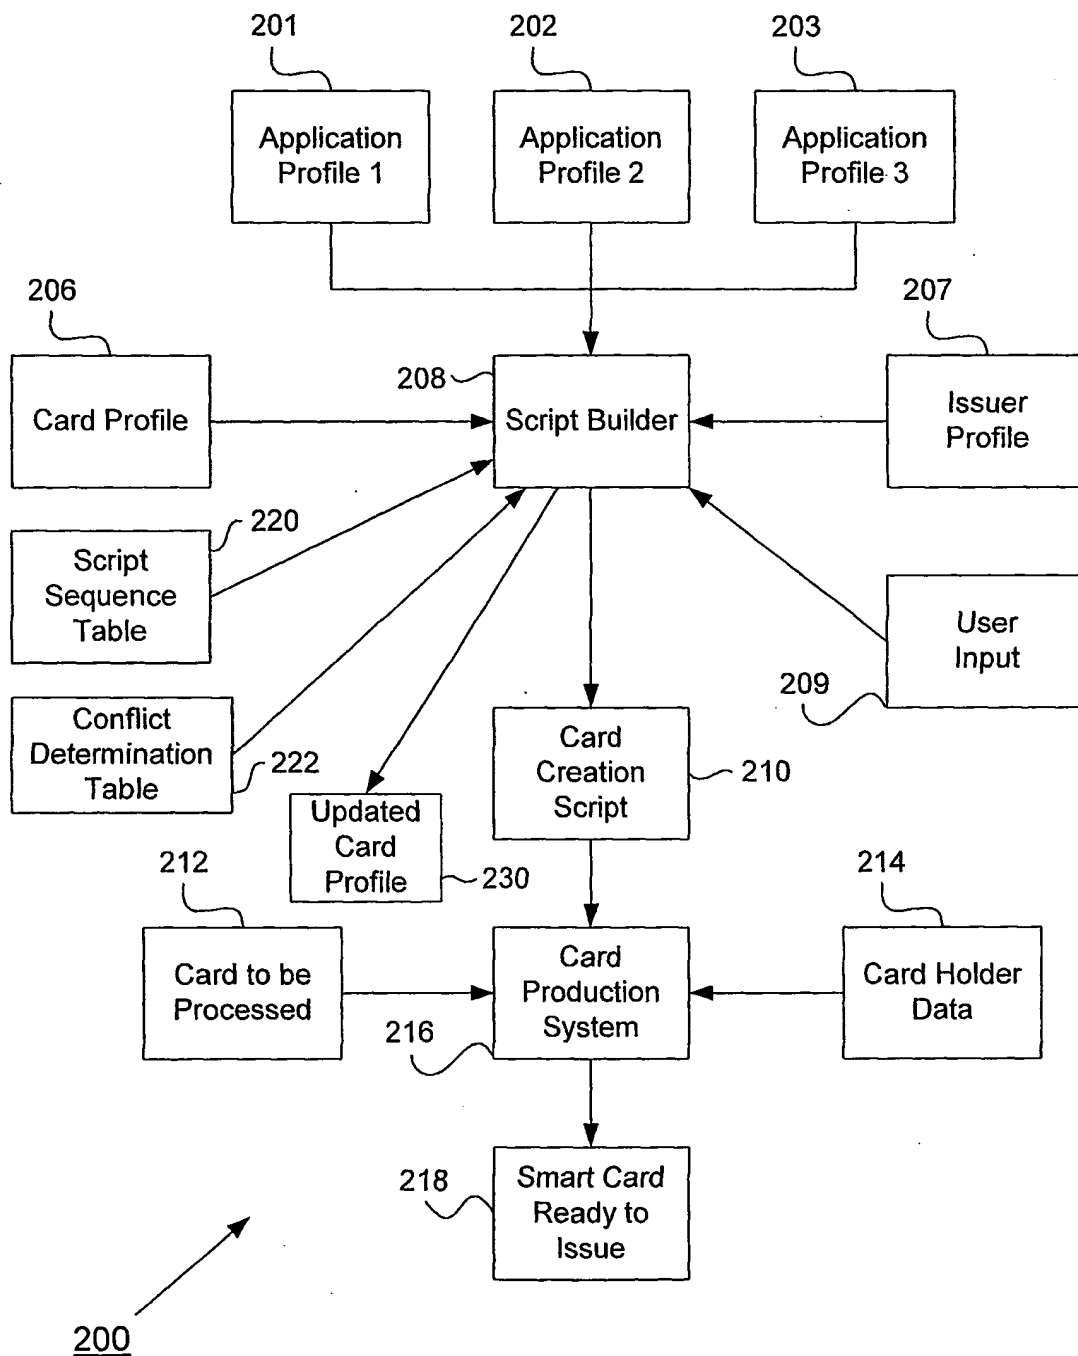 201
202
203
Application
Profile 1
Application
Profile 2
Application
Profile 3
206
207
208
Card Profile
Script Builder
Issuer
Profile
220
Script
Sequence
Table
User
Input
209
Conflict
Determination
Table
222
Card
Creation
Script
210
Updated
Card
Profile
230
212
214
Card to be
Processed
Card
Production
System
Card Holder
Data
216
218
Smart Card
Ready to
Issue
200